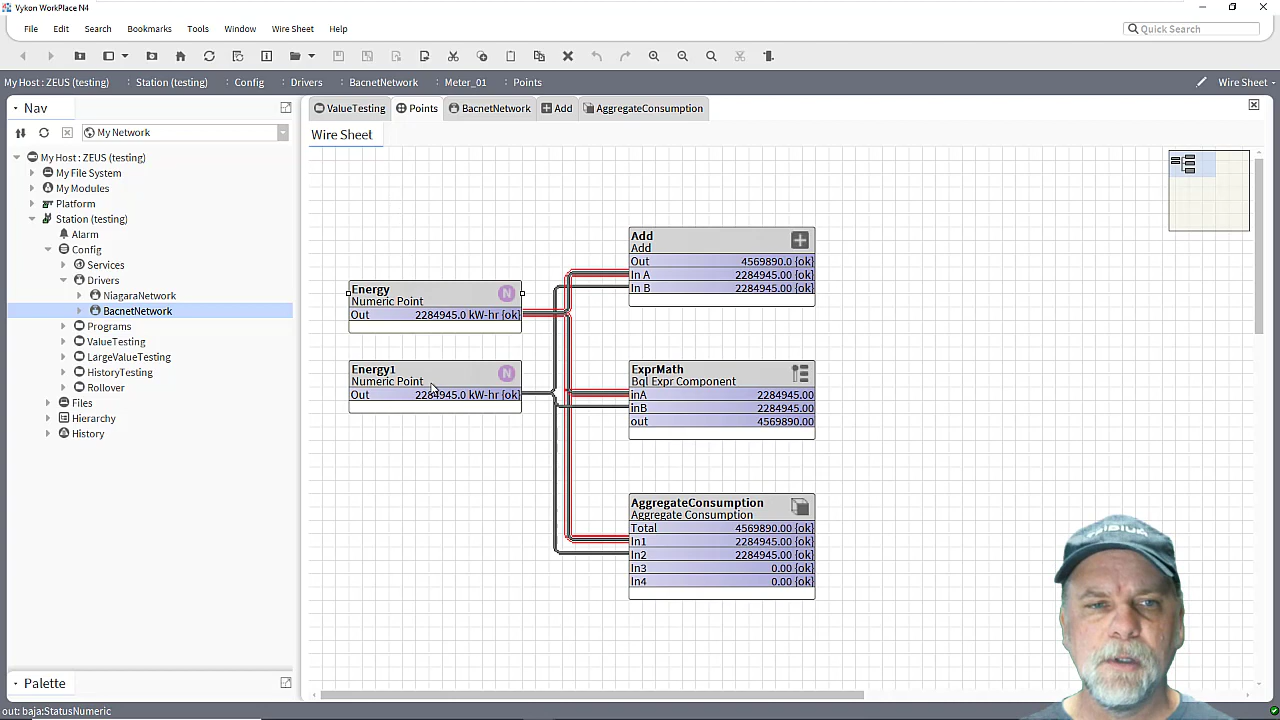 Vykon WorkPlace N4
File Edit Search Bookmarks Tools Window Wire Sheet Help
Quick Search
My Host : ZEUS (testing) Station (testing) Config Drivers BacnetNetwork Meter_01 Points Wire Sheet
Nav
My Network
My Host : ZEUS (testing)
My File System
My Modules
Platform
Station (testing)
Alarm
Config
Services
Drivers
NiagaraNetwork
BacnetNetwork
Programs
ValueTesting
LargeValueTesting
HistoryTesting
Rollover
Files
Hierarchy
History
Palette
out: baja:StatusNumeric
ValueTesting Points BacnetNetwork Add AggregateConsumption
Wire Sheet
Energy
Numeric Point
Out 2284945.0 kW-hr {ok}
Energy1
Numeric Point
Out 2284945.0 kW-hr {ok}
Add
Add
Out 4569890.0 {ok}
In A 2284945.00 {ok}
In B 2284945.00 {ok}
ExprMath
Bql Expr Component
inA 2284945.00
inB 2284945.00
out 4569890.00
AggregateConsumption
Aggregate Consumption
Total 4569890.00 {ok}
In1 2284945.00 {ok}
In2 2284945.00 {ok}
In3 0.00 {ok}
In4 0.00 {ok}